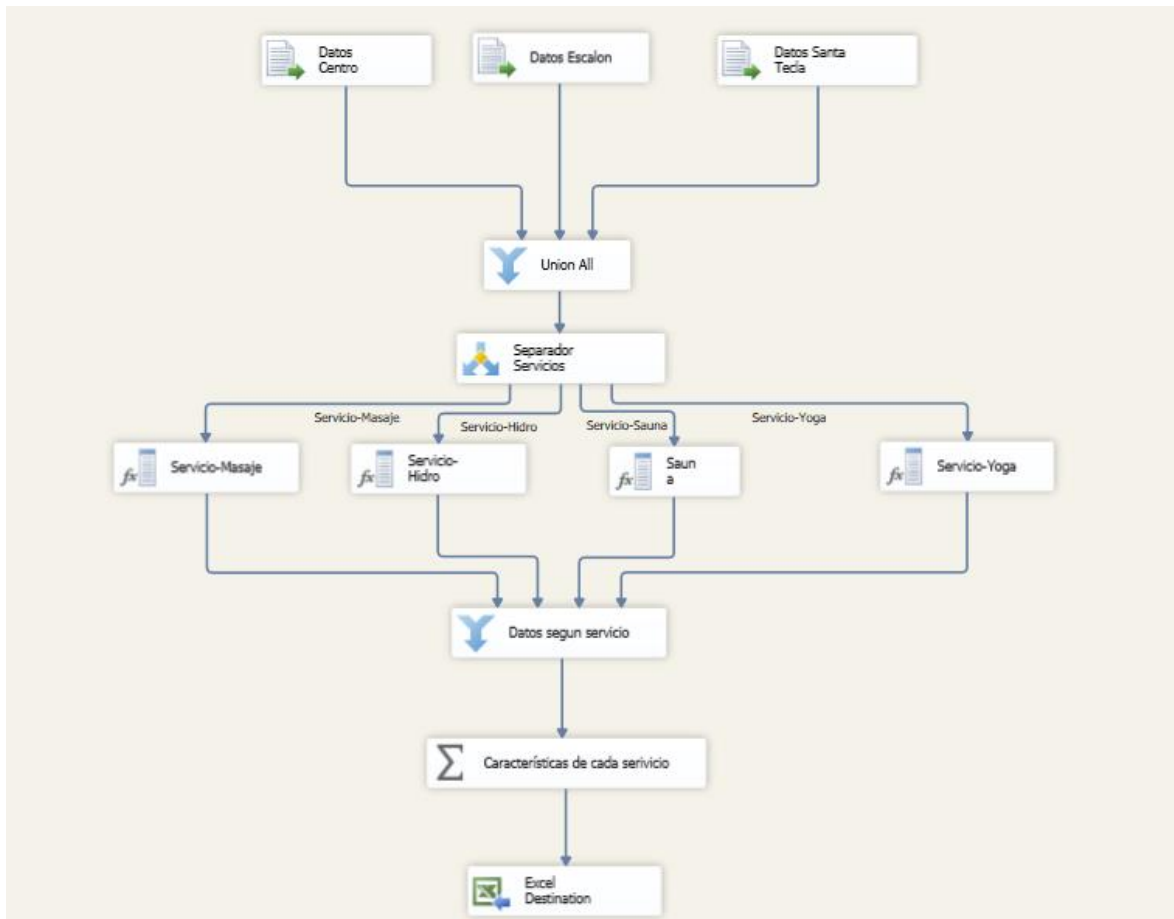 Datos
Centro
Datos Escalon
Datos Santa
Tecla
Union All
Separador
Servicios
Servicio-Masaje
Servicio-Hidro
Servicio-Sauna
Servicio-Yoga
Servicio-Masaje
Servicio-
Hidro
Saun
a
Servicio-Yoga
Datos segun servicio
Características de cada serivicio
Excel
Destination